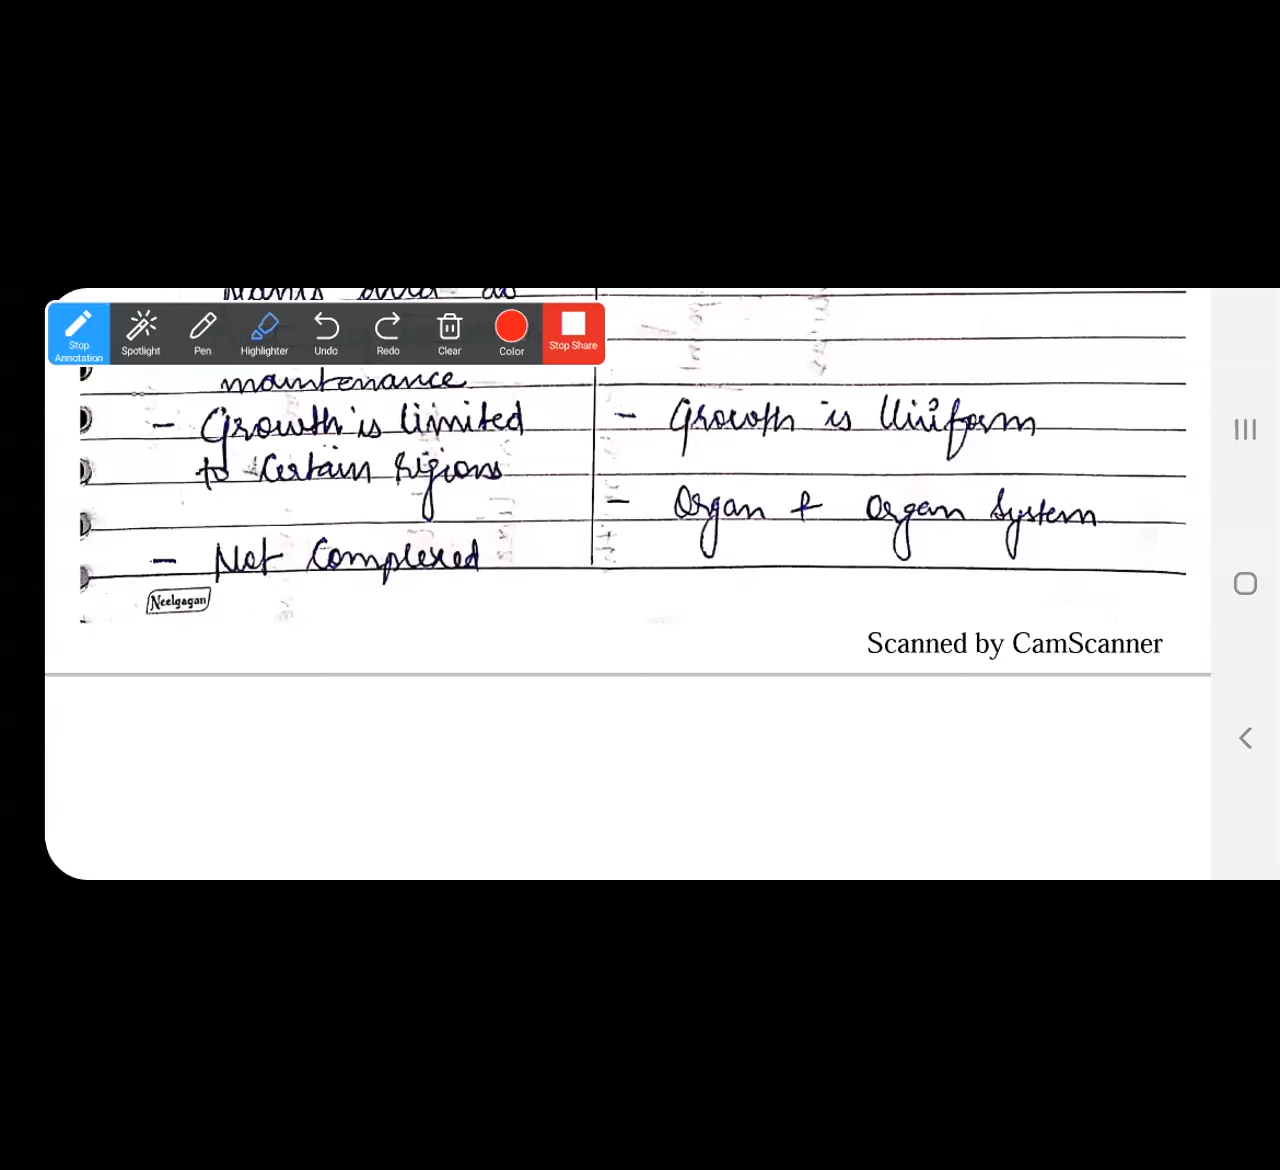 Stop Annotation
Spotlight
Pen
Highlighter
Undo
Redo
Clear
Color
Stop Share
maintenance
- Growth is limited
to Certain regions
- Not Complexed
- Growth is Uniform
- Organ & Organ System
Neelgagan
Scanned by CamScanner